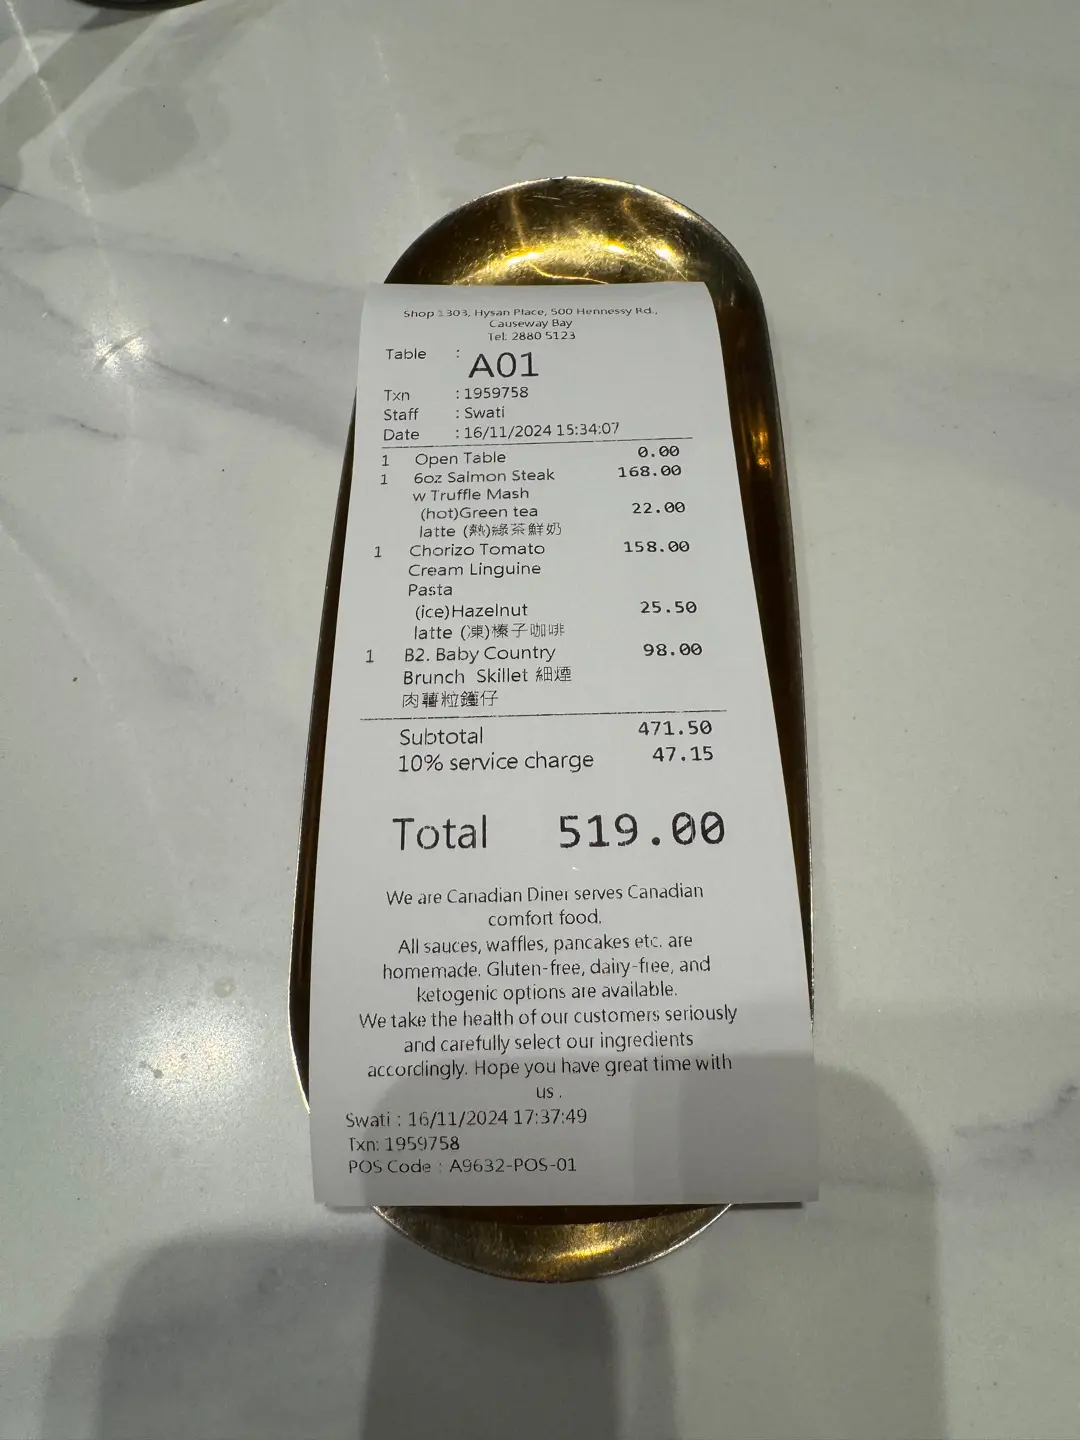 Shop 1303, Hysan Place, 500 Hennessy Rd.,
Causeway Bay
Tel: 2880 5123
Table : A01
Txn : 1959758
Staff : Swati
Date : 16/11/2024 15:34:07
1 Open Table 0.00
1 6oz Salmon Steak 168.00
w Truffle Mash
(hot)Green tea 22.00
latte (熱)綠茶鮮奶
1 Chorizo Tomato 158.00
Cream Linguine
Pasta
(ice)Hazelnut 25.50
latte (凍)榛子咖啡
1 B2. Baby Country 98.00
Brunch Skillet 細煙
肉薯粒鑊仔
Subtotal 471.50
10% service charge 47.15
Total 519.00
We are Canadian Diner serves Canadian
comfort food.
All sauces, waffles, pancakes etc. are
homemade. Gluten-free, dairy-free, and
ketogenic options are available.
We take the health of our customers seriously
and carefully select our ingredients
accordingly. Hope you have great time with
us .
Swati : 16/11/2024 17:37:49
Txn: 1959758
POS Code : A9632-POS-01